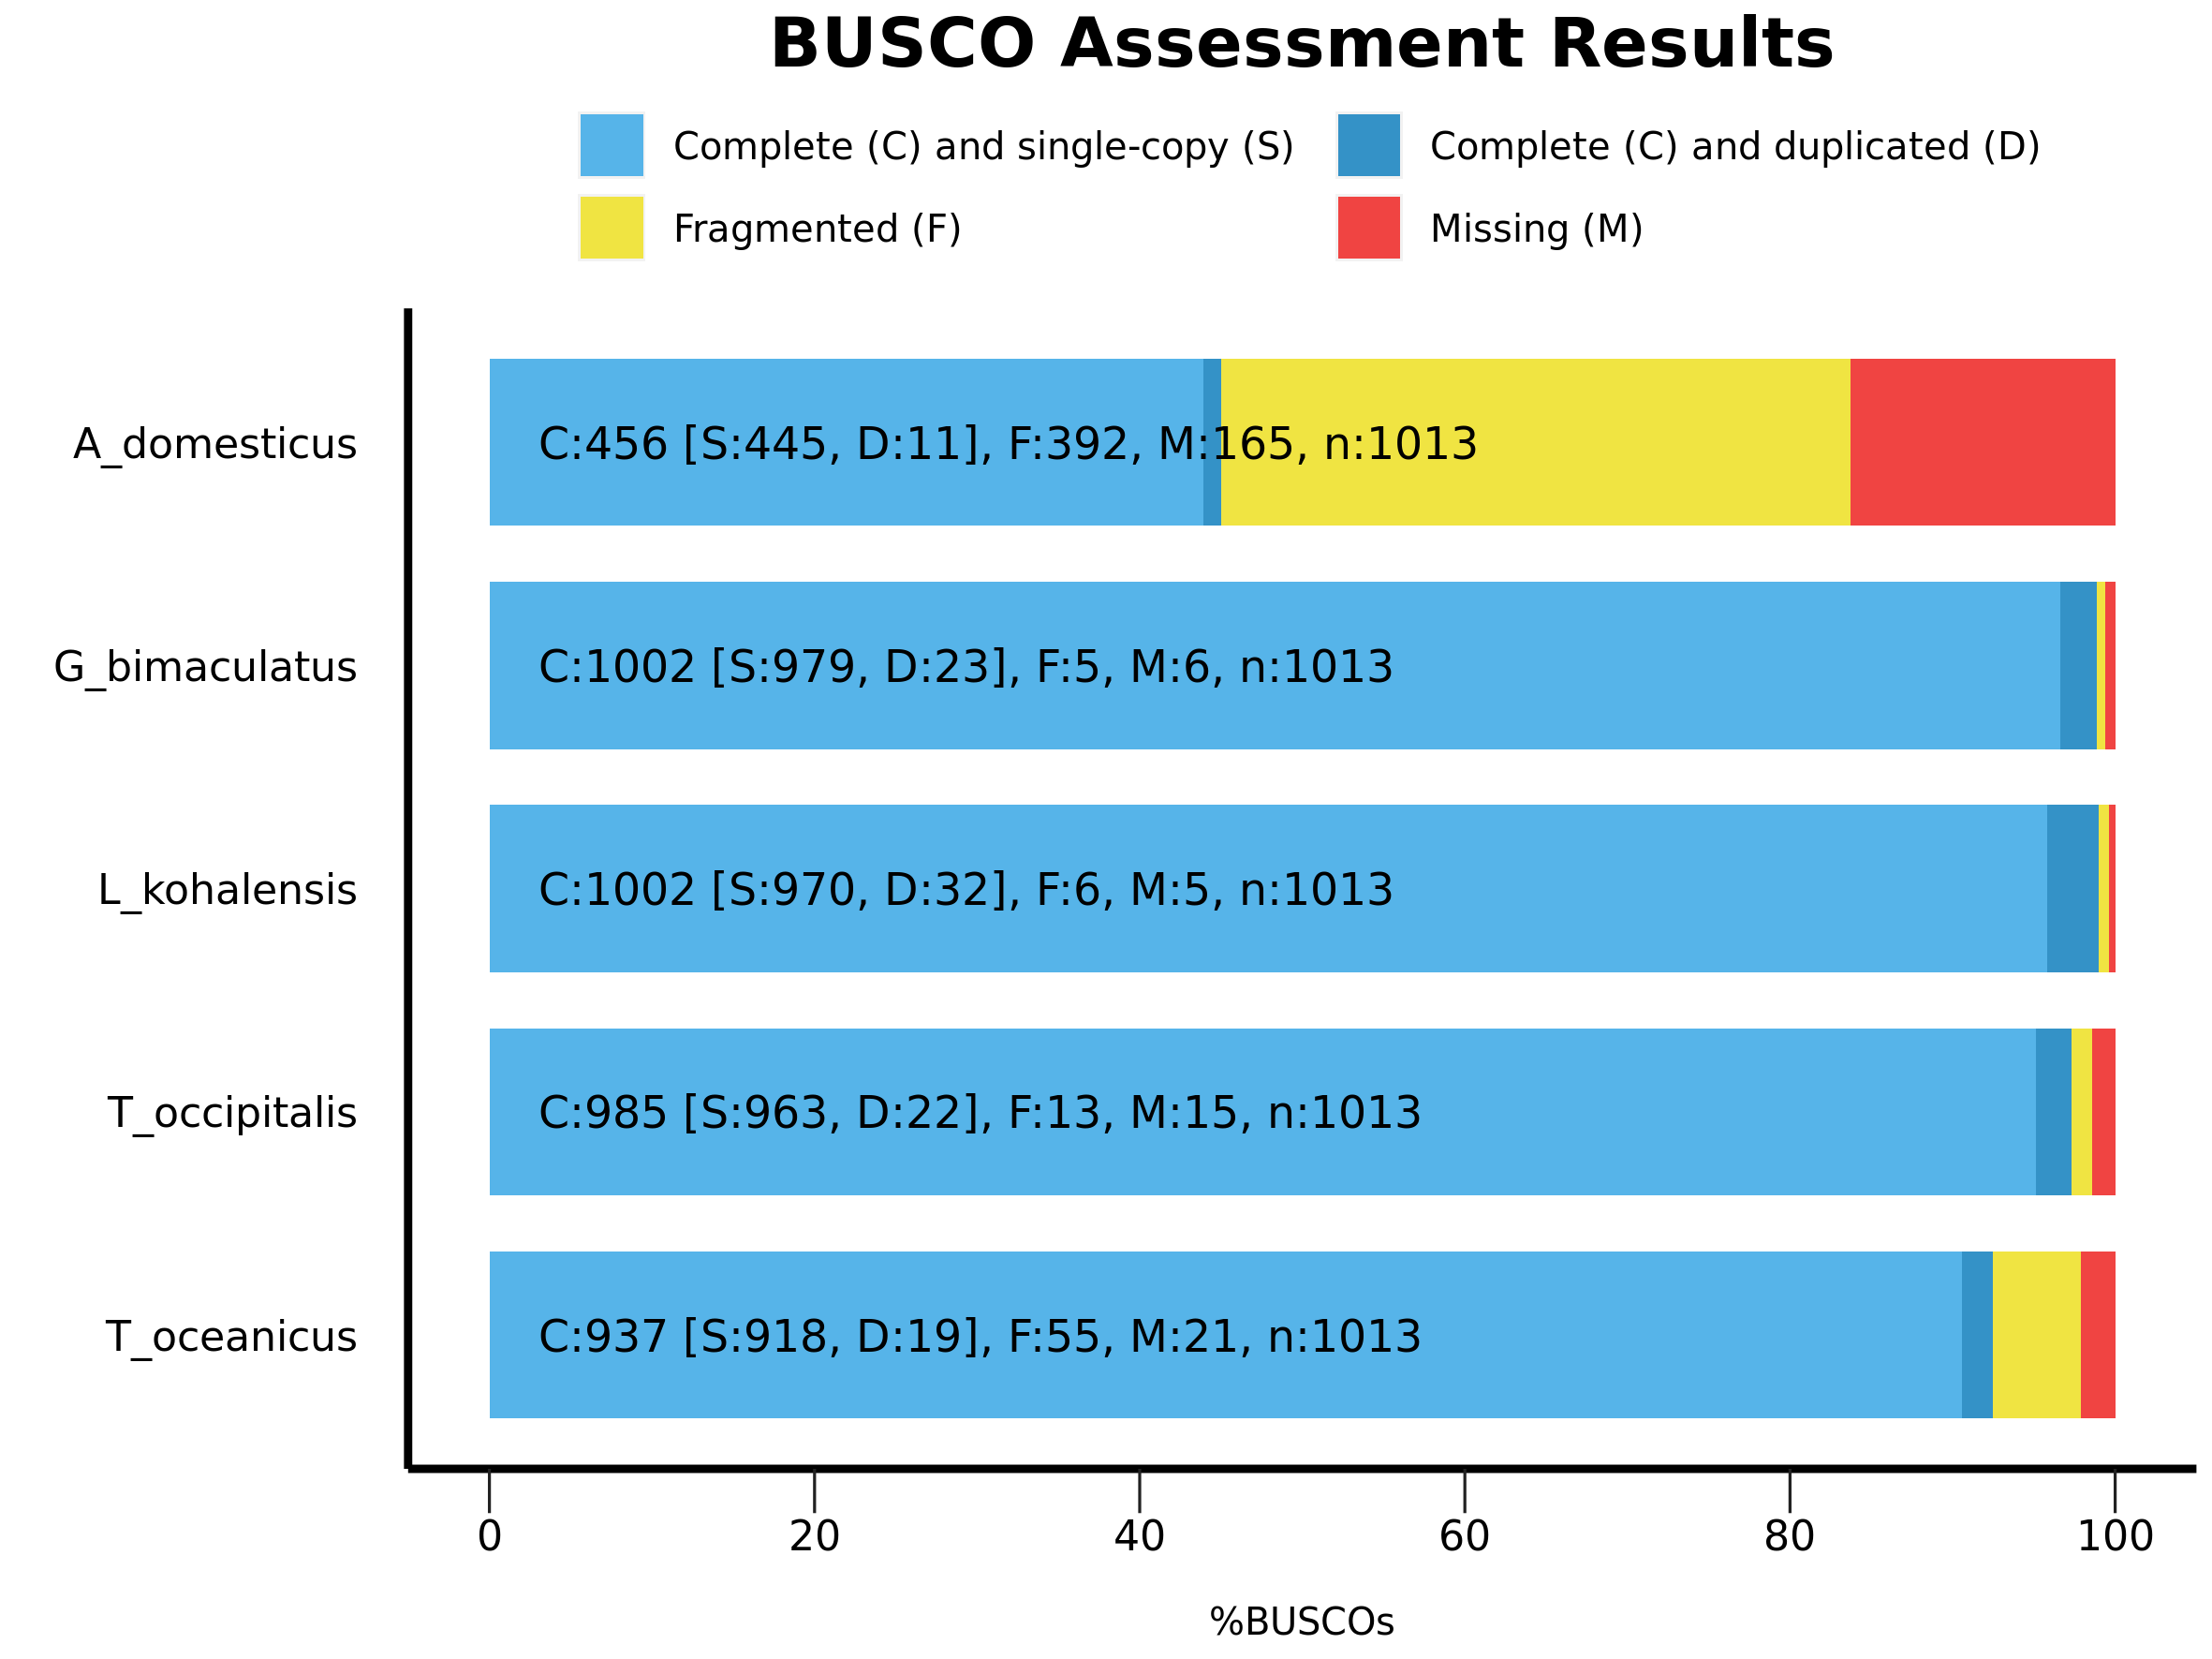 BUSCO Assessment Results
Complete (C) and single-copy (S) Complete (C) and duplicated (D)
Fragmented (F) Missing (M)
A_domesticus C:456 [S:445, D:11], F:392, M:165, n:1013
G_bimaculatus C:1002 [S:979, D:23], F:5, M:6, n:1013
L_kohalensis C:1002 [S:970, D:32], F:6, M:5, n:1013
T_occipitalis C:985 [S:963, D:22], F:13, M:15, n:1013
T_oceanicus C:937 [S:918, D:19], F:55, M:21, n:1013
0 20 40 60 80 100
%BUSCOs